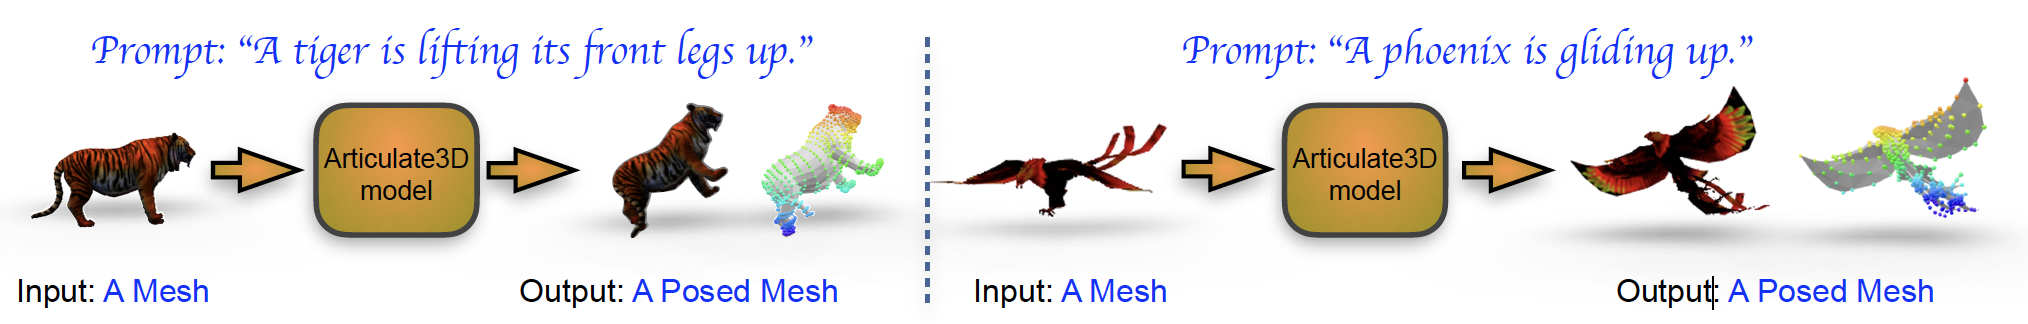 Prompt: “A tiger is lifting its front legs up.”
Articulate3D
model
Input: A Mesh
Output: A Posed Mesh
Prompt: “A phoenix is gliding up.”
Articulate3D
model
Input: A Mesh
Output: A Posed Mesh